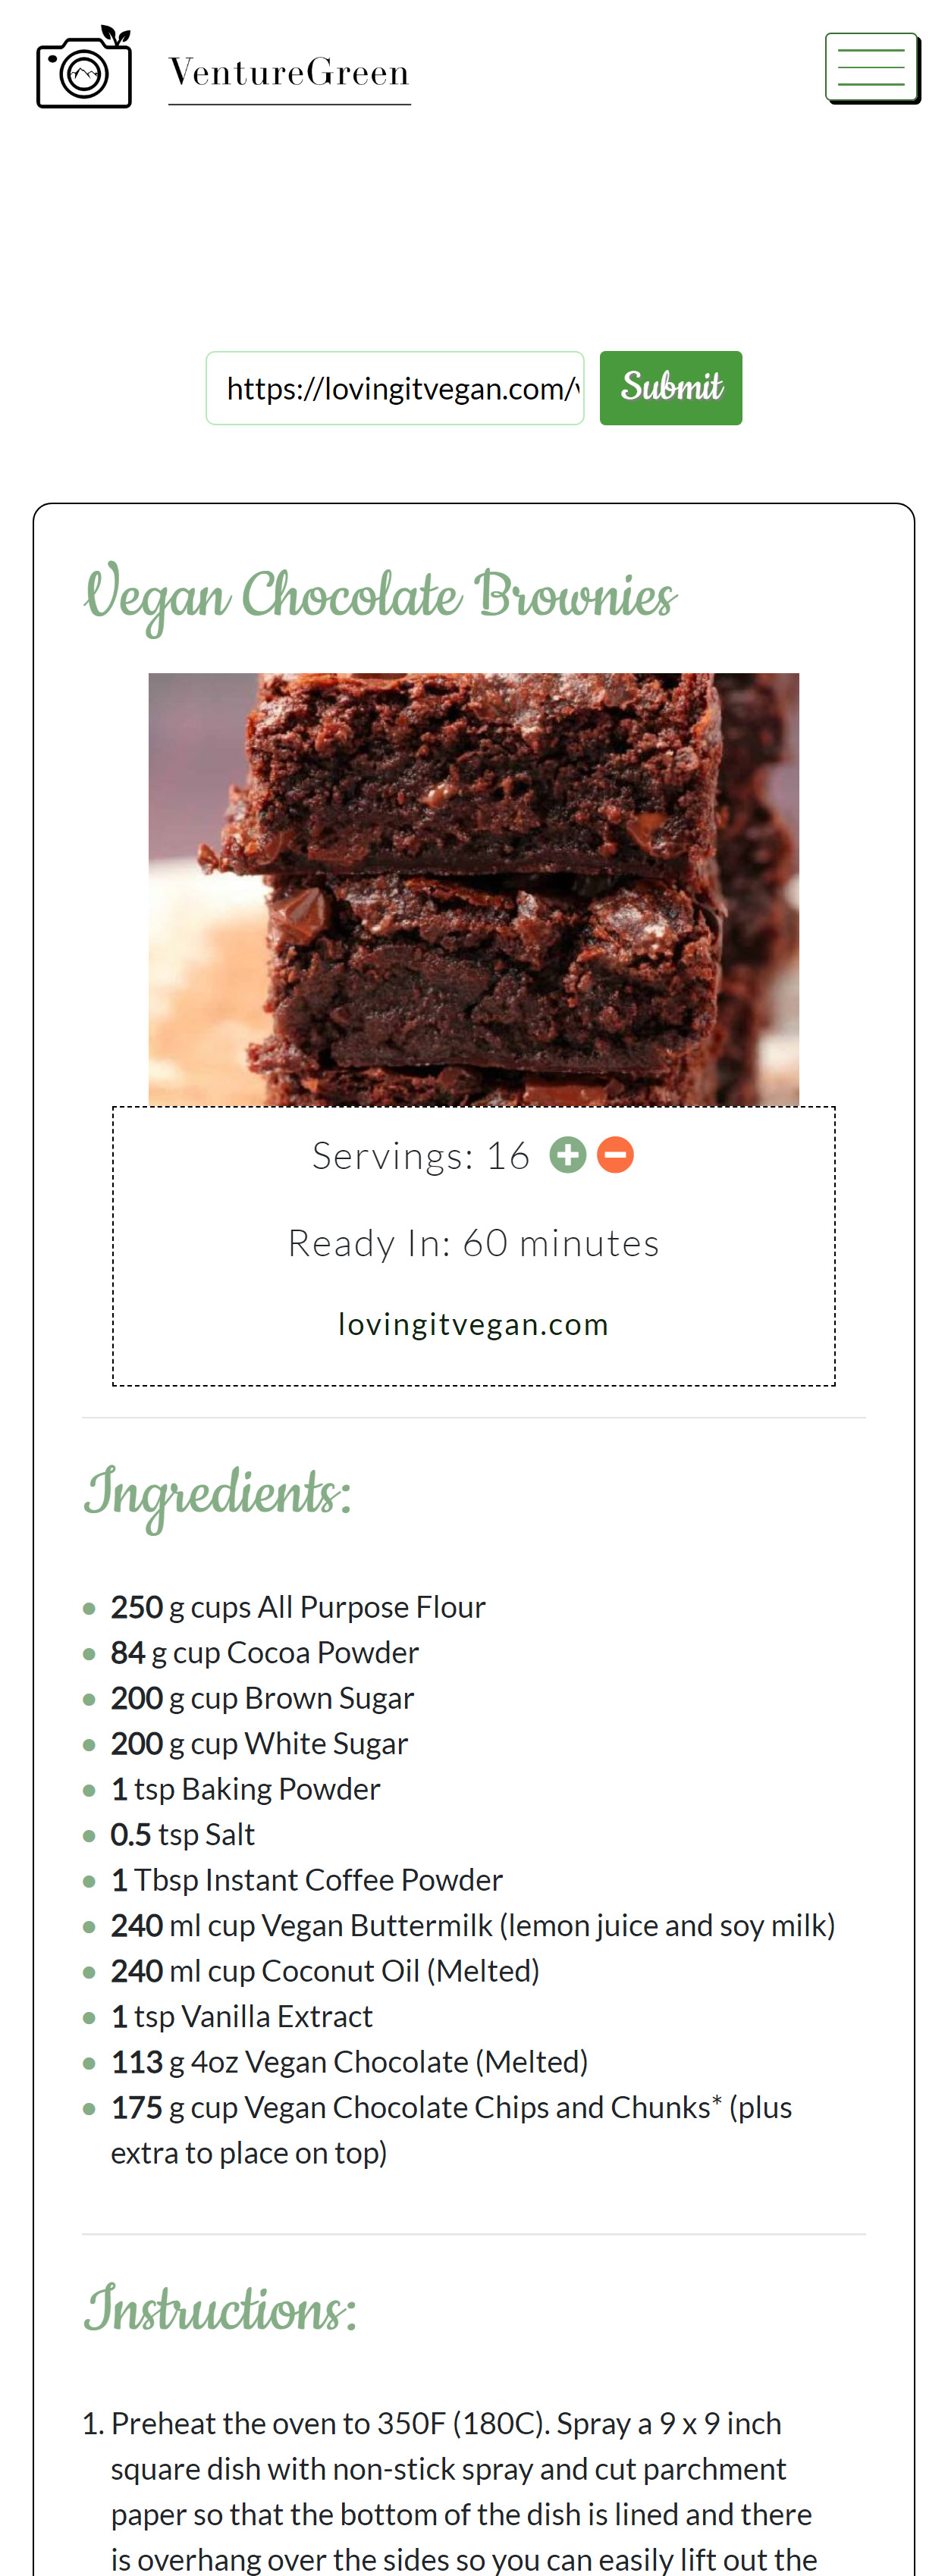 VentureGreen
https://lovingitvegan.com/
Submit
Vegan Chocolate Brownies
Servings: 16
Ready In: 60 minutes
lovingitvegan.com
Ingredients:
250 g cups All Purpose Flour
84 g cup Cocoa Powder
200 g cup Brown Sugar
200 g cup White Sugar
1 tsp Baking Powder
0.5 tsp Salt
1 Tbsp Instant Coffee Powder
240 ml cup Vegan Buttermilk (lemon juice and soy milk)
240 ml cup Coconut Oil (Melted)
1 tsp Vanilla Extract
113 g 4oz Vegan Chocolate (Melted)
175 g cup Vegan Chocolate Chips and Chunks* (plus
extra to place on top)
Instructions:
1. Preheat the oven to 350F (180C). Spray a 9 x 9 inch
square dish with non-stick spray and cut parchment
paper so that the bottom of the dish is lined and there
is overhang over the sides so you can easily lift out the